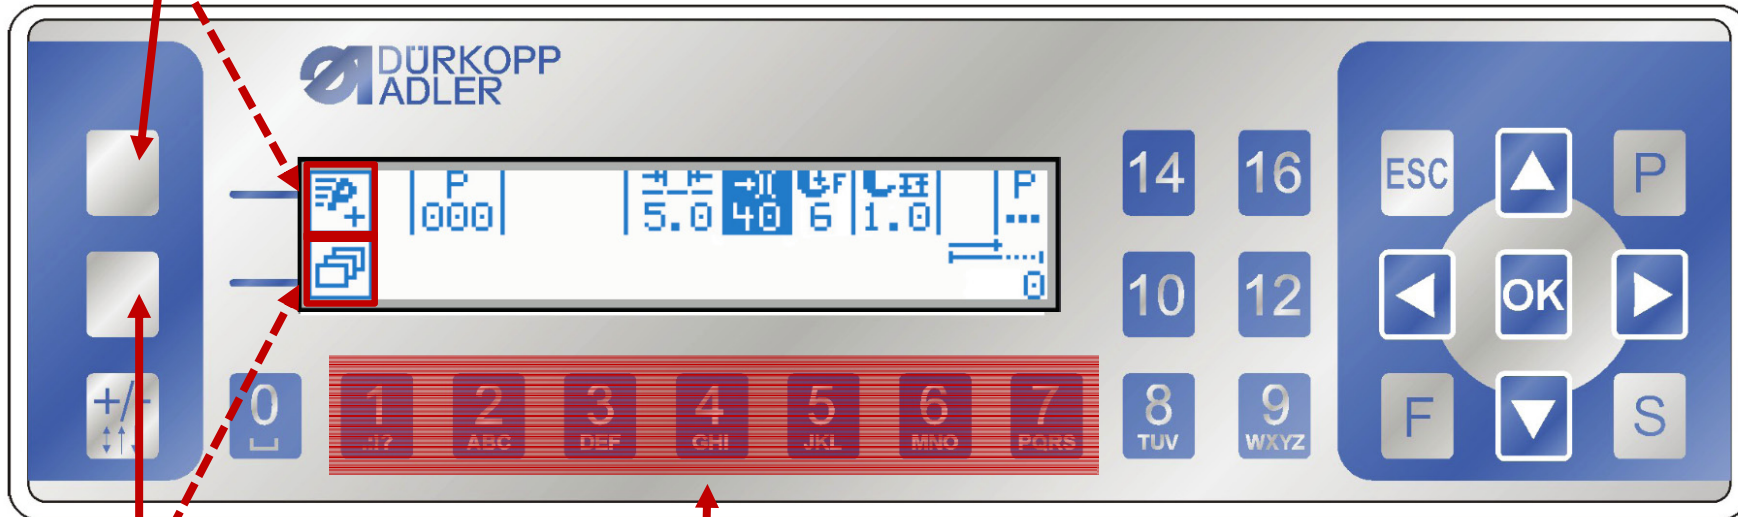 DÜRKOPP
ADLER
P F P
000 5.0 40 6 1.0 ...
0
14 16
10 12
ESC P
OK
F S
+/-
0 1 2 3 4 5 6 7 8 9
.:!? ABC DEF GHI JKL MNO PQRS TUV WXYZ